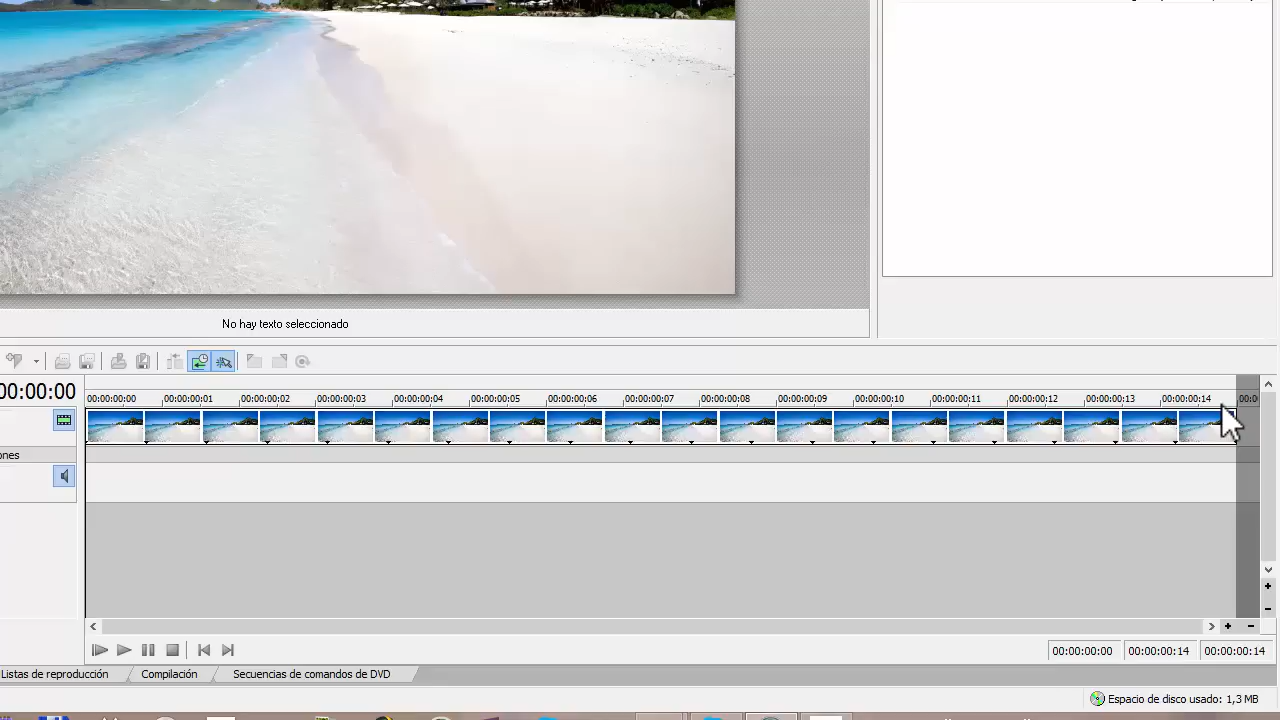 No hay texto seleccionado
00:00:00
00:00:00:00 00:00:00:01 00:00:00:02 00:00:00:03 00:00:00:04 00:00:00:05 00:00:00:06 00:00:00:07 00:00:00:08 00:00:00:09 00:00:00:10 00:00:00:11 00:00:00:12 00:00:00:13 00:00:00:14 00:0
ones
00:00:00:00 00:00:00:14 00:00:00:14
Listas de reproducción Compilación Secuencias de comandos de DVD
Espacio de disco usado: 1,3 MB